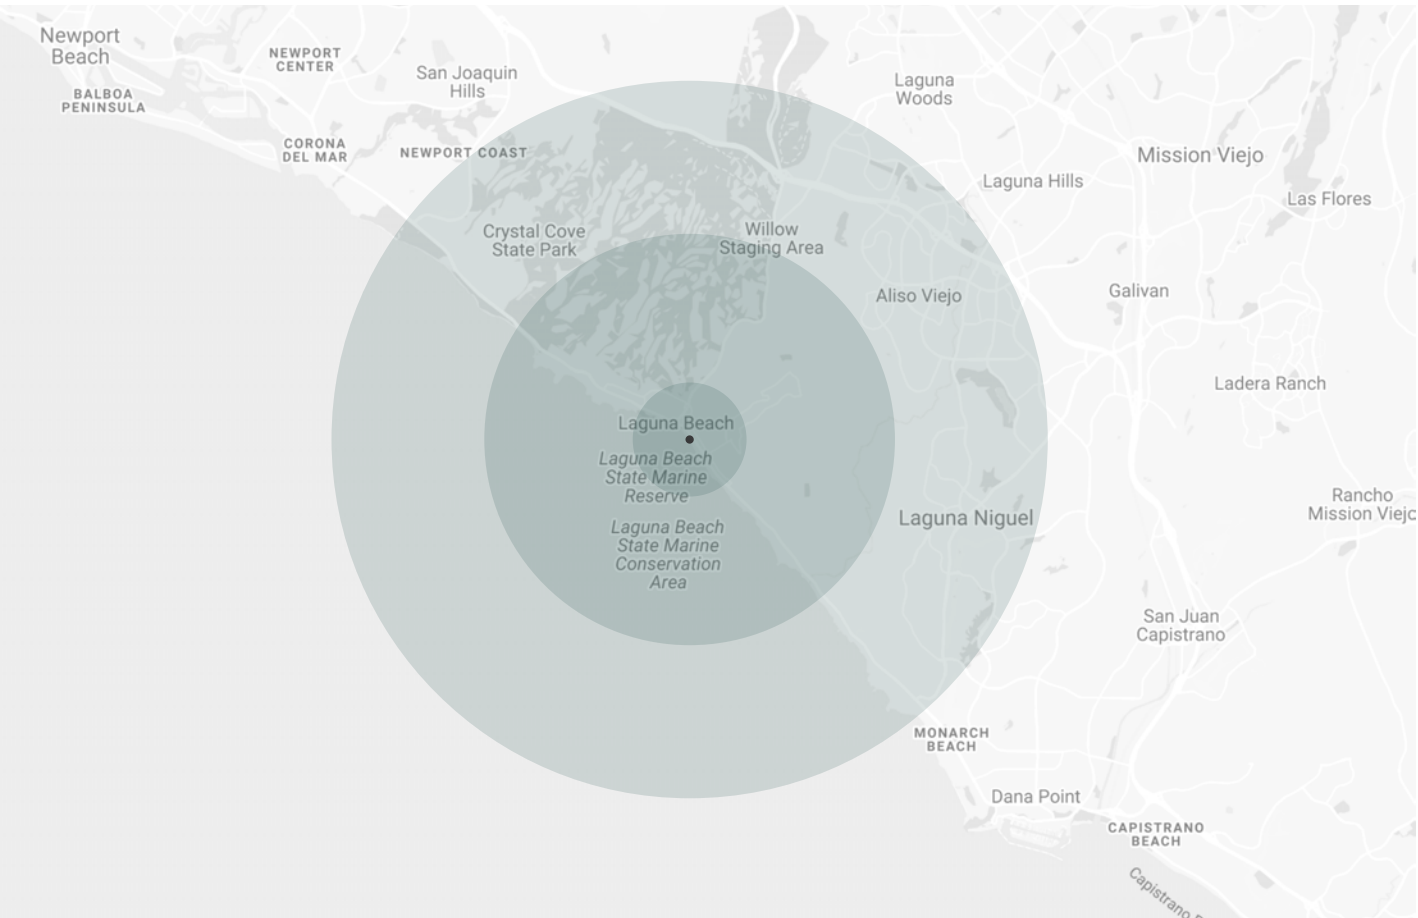 Newport
Beach
NEWPORT
CENTER
San Joaquin
Hills
Laguna
Woods
BALBOA
PENINSULA
CORONA
DEL MAR
NEWPORT COAST
Mission Viejo
Laguna Hills
Las Flores
Crystal Cove
State Park
Willow
Staging Area
Aliso Viejo
Galivan
Ladera Ranch
Laguna Beach
Laguna Beach
State Marine
Reserve
Laguna Beach
State Marine
Conservation
Area
Laguna Niguel
Rancho
Mission Viejo
San Juan
Capistrano
MONARCH
BEACH
Dana Point
CAPISTRANO
BEACH
Capistrano